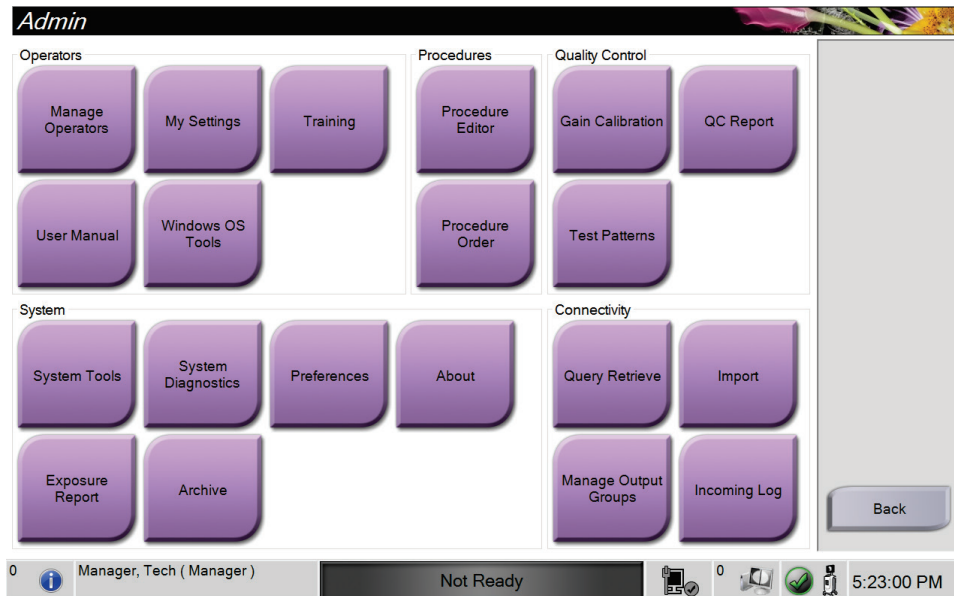 Admin
Operators
Manage
Operators
My Settings
Training
User Manual
Windows OS
Tools
Procedures
Procedure
Editor
Procedure
Order
Quality Control
Gain Calibration
QC Report
Test Patterns
System
System Tools
System
Diagnostics
Preferences
About
Exposure
Report
Archive
Connectivity
Query Retrieve
Import
Manage Output
Groups
Incoming Log
Back
0
Manager, Tech ( Manager )
Not Ready
0
5:23:00 PM